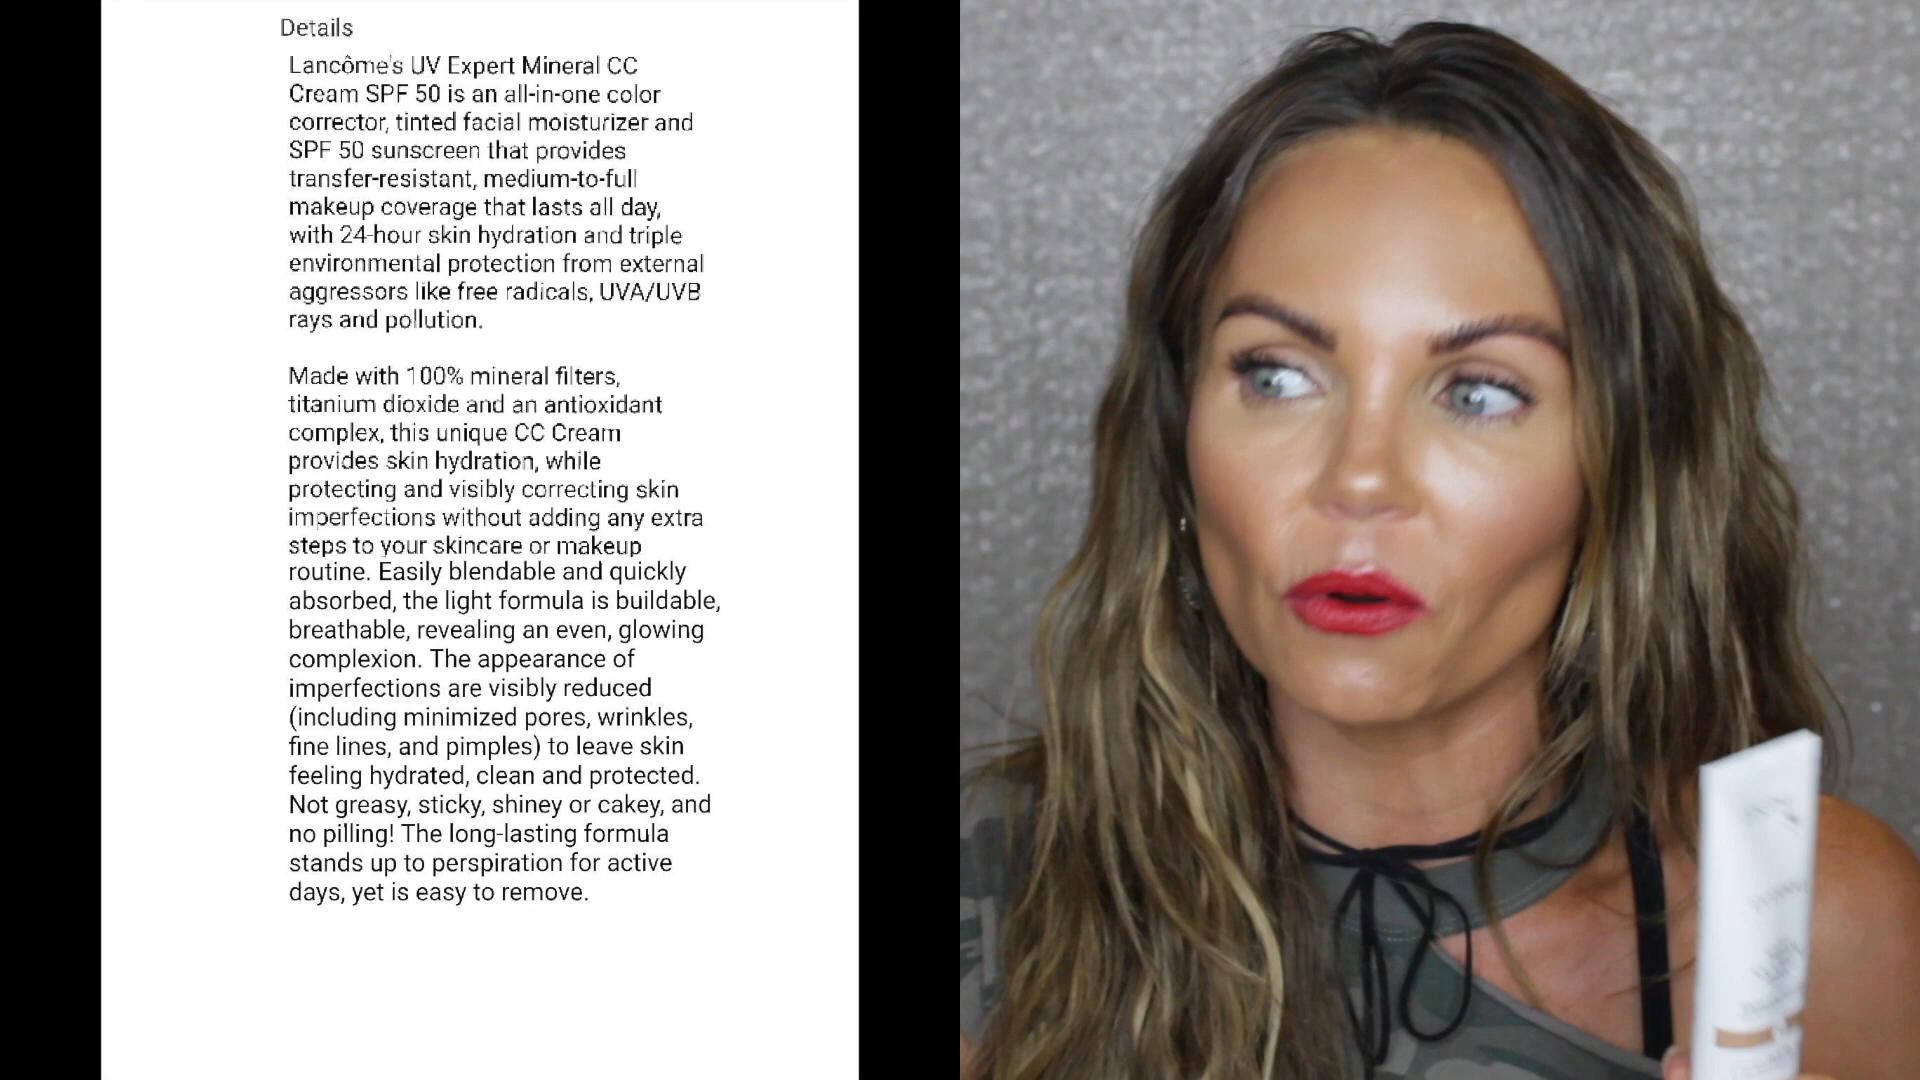 Details
Lancôme's UV Expert Mineral CC
Cream SPF 50 is an all-in-one color
corrector, tinted facial moisturizer and
SPF 50 sunscreen that provides
transfer-resistant, medium-to-full
makeup coverage that lasts all day,
with 24-hour skin hydration and triple
environmental protection from external
aggressors like free radicals, UVA/UVB
rays and pollution.
Made with 100% mineral filters,
titanium dioxide and an antioxidant
complex, this unique CC Cream
provides skin hydration, while
protecting and visibly correcting skin
imperfections without adding any extra
steps to your skincare or makeup
routine. Easily blendable and quickly
absorbed, the light formula is buildable,
breathable, revealing an even, glowing
complexion. The appearance of
imperfections are visibly reduced
(including minimized pores, wrinkles,
fine lines, and pimples) to leave skin
feeling hydrated, clean and protected.
Not greasy, sticky, shiney or cakey, and
no pilling! The long-lasting formula
stands up to perspiration for active
days, yet is easy to remove.